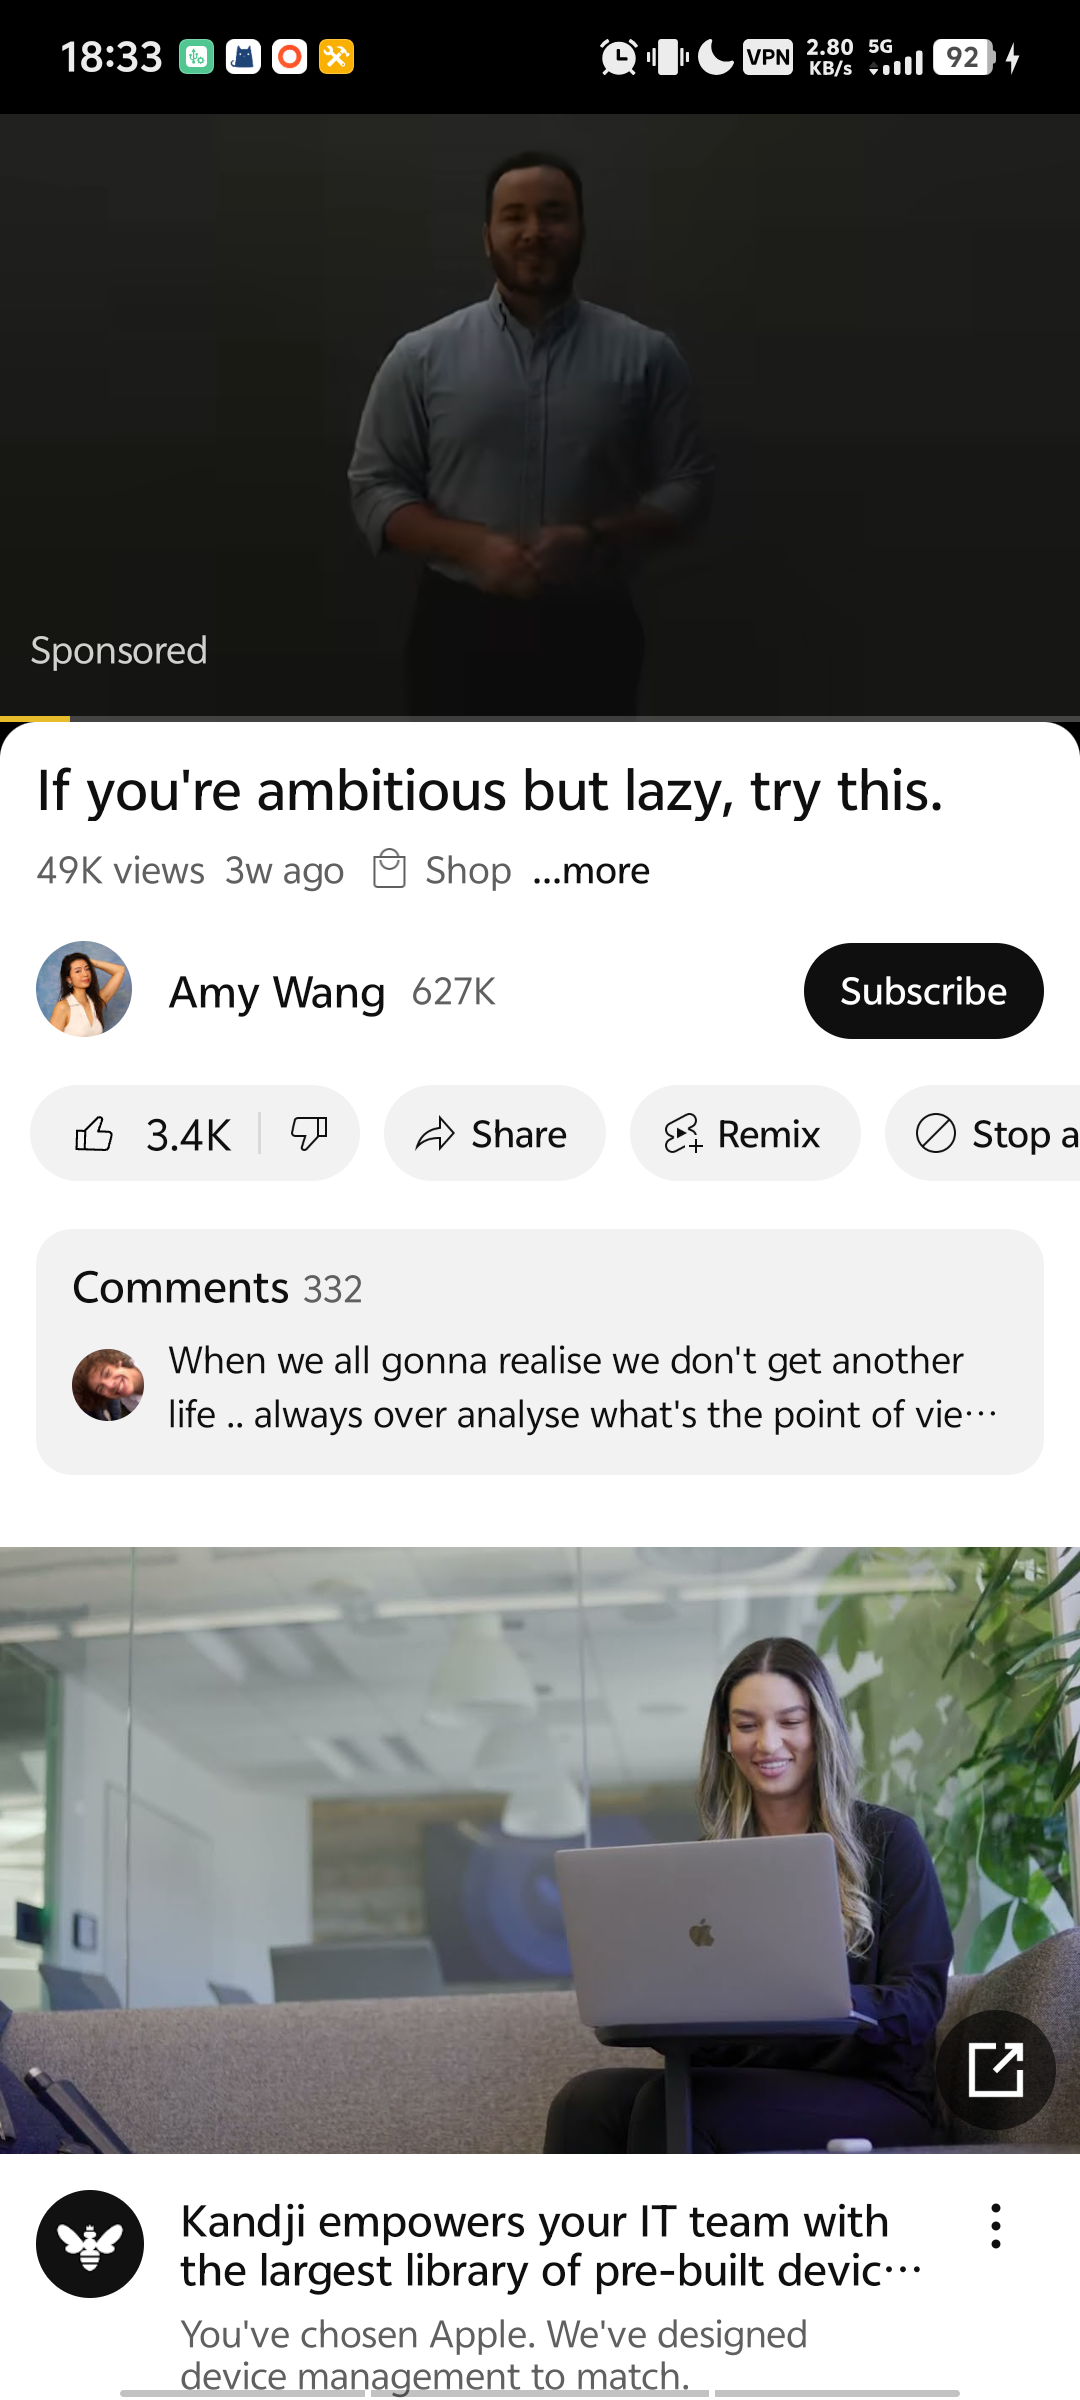 18:33
VPN
2.80
KB/s
5G
92
Sponsored
If you're ambitious but lazy, try this.
49K views 3w ago Shop ...more
Amy Wang 627K
Subscribe
3.4K
Share
Remix
Stop a
Comments 332
When we all gonna realise we don't get another
life .. always over analyse what's the point of vie...
Kandji empowers your IT team with
the largest library of pre-built devic...
You've chosen Apple. We've designed
device management to match.